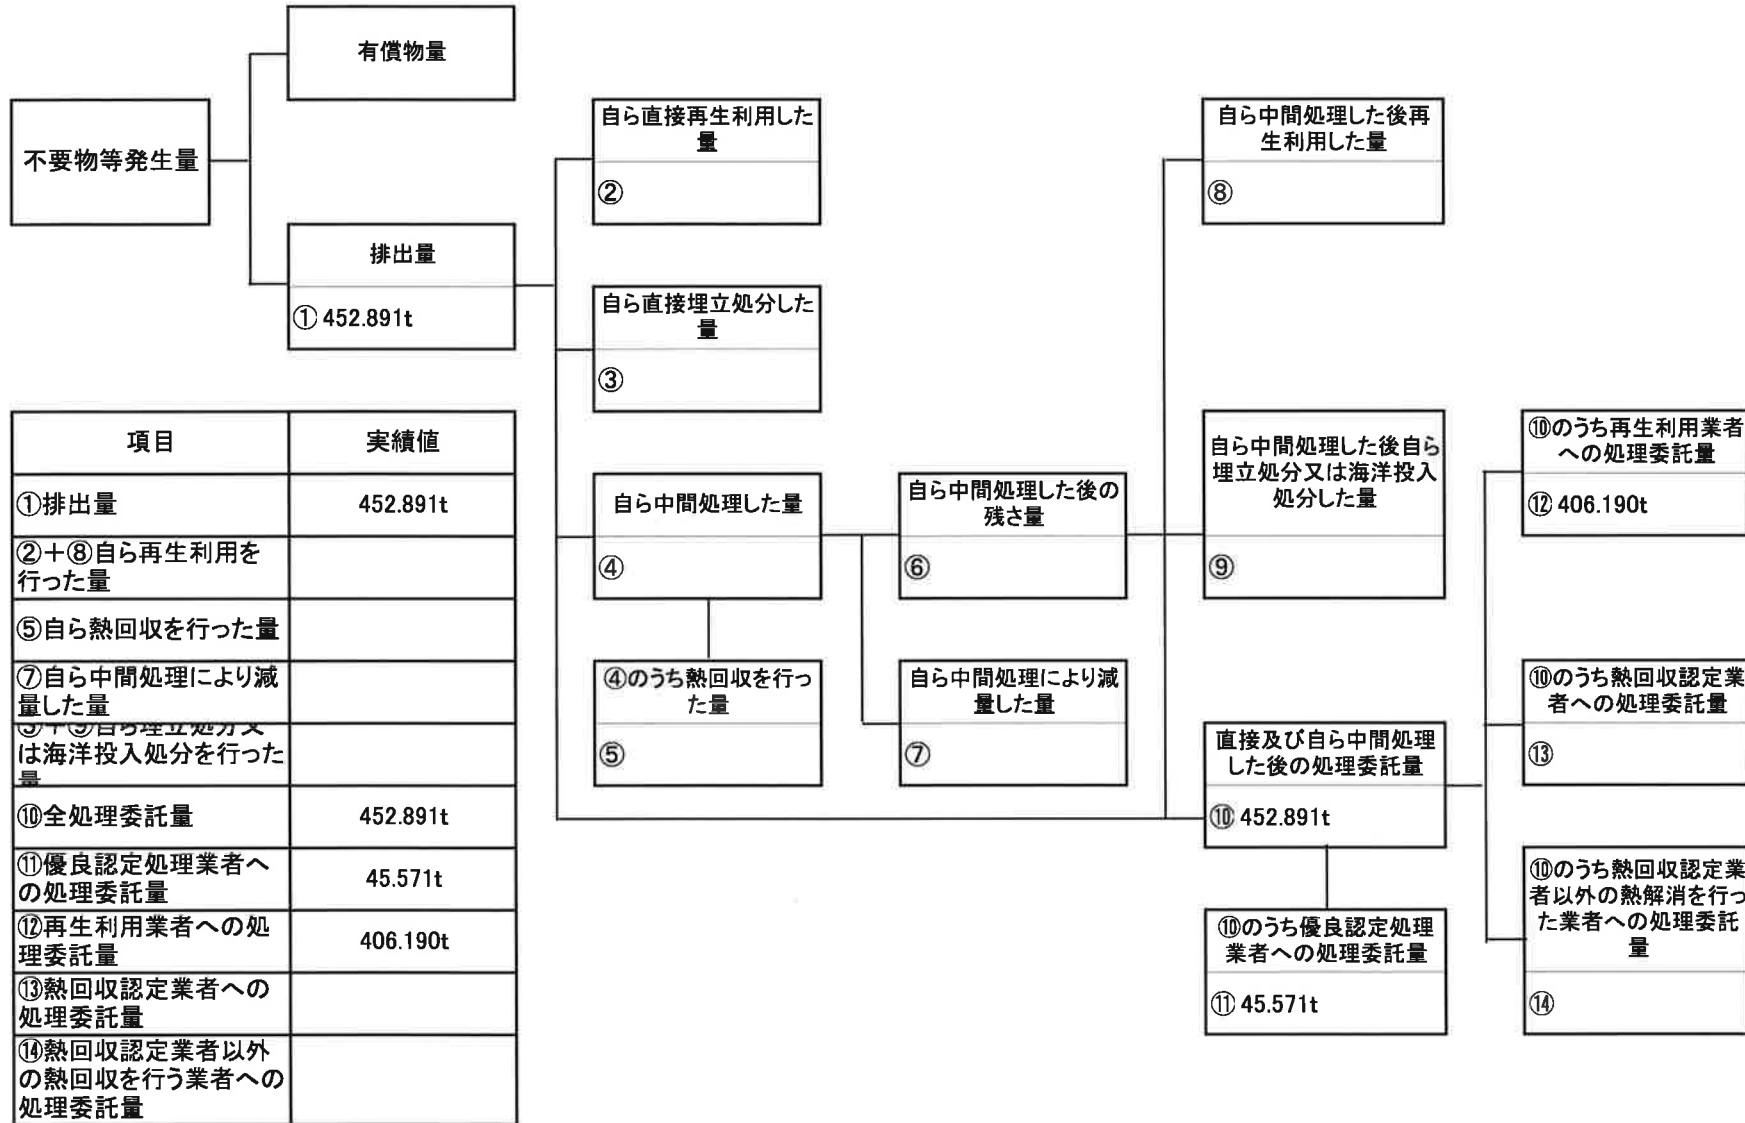 有償物量
不要物等発生量
排出量
① 452.891t
自ら直接再生利用した
量
②
自ら直接埋立処分した
量
③
自ら中間処理した量
④
④のうち熱回収を行っ
た量
⑤
自ら中間処理した後の
残さ量
⑥
自ら中間処理により減
量した量
⑦
自ら中間処理した後再
生利用した量
⑧
自ら中間処理した後自ら
埋立処分又は海洋投入
処分した量
⑨
直接及び自ら中間処理
した後の処理委託量
⑩ 452.891t
⑩のうち優良認定処理
業者への処理委託量
⑪ 45.571t
⑩のうち再生利用業者
への処理委託量
⑫ 406.190t
⑩のうち熱回収認定業
者への処理委託量
⑬
⑩のうち熱回収認定業
者以外の熱解消を行っ
た業者への処理委託
量
⑭
項目 実績値
①排出量 452.891t
②＋⑧自ら再生利用を
行った量
⑤自ら熱回収を行った量
⑦自ら中間処理により減
量した量
③＋⑨自ら埋立処分又
は海洋投入処分を行った
量
⑩全処理委託量 452.891t
⑪優良認定処理業者へ
の処理委託量 45.571t
⑫再生利用業者への処
理委託量 406.190t
⑬熱回収認定業者への
処理委託量
⑭熱回収認定業者以外
の熱回収を行う業者への
処理委託量